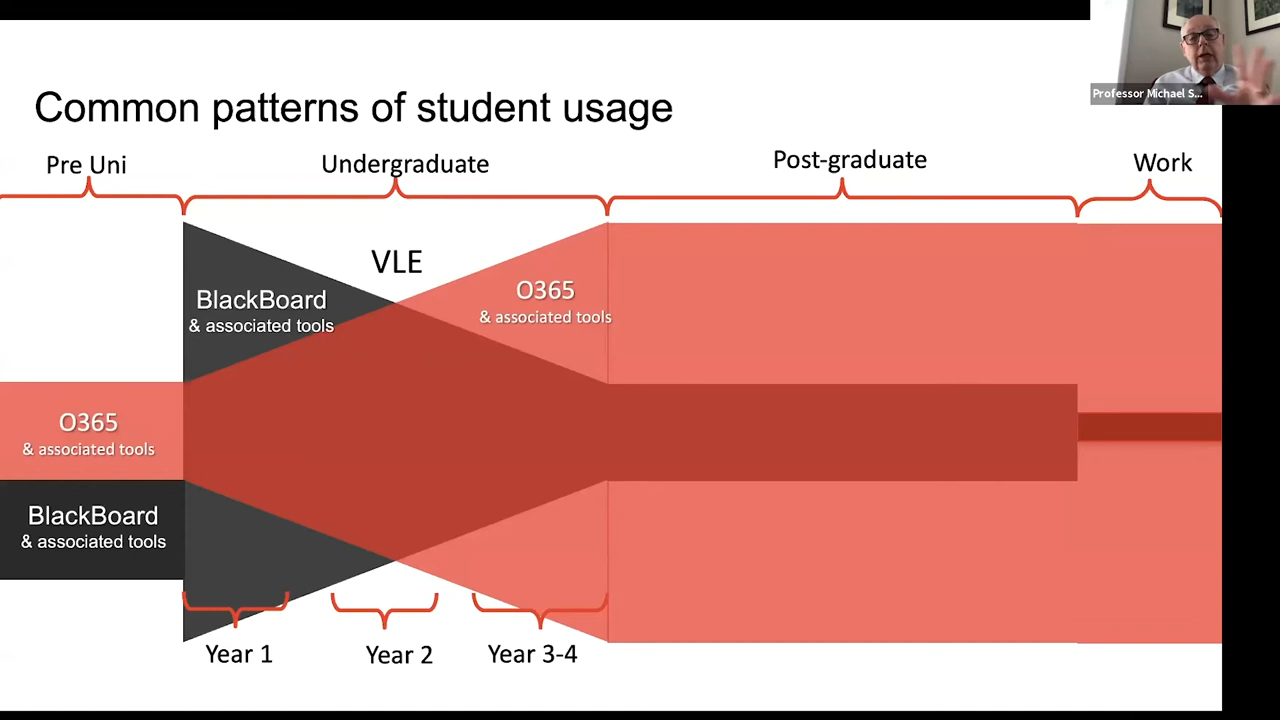 Professor Michael S...
Common patterns of student usage
Pre Uni
Undergraduate
Post-graduate
Work
VLE
BlackBoard
& associated tools
O365
& associated tools
O365
& associated tools
BlackBoard
& associated tools
Year 1
Year 2
Year 3-4